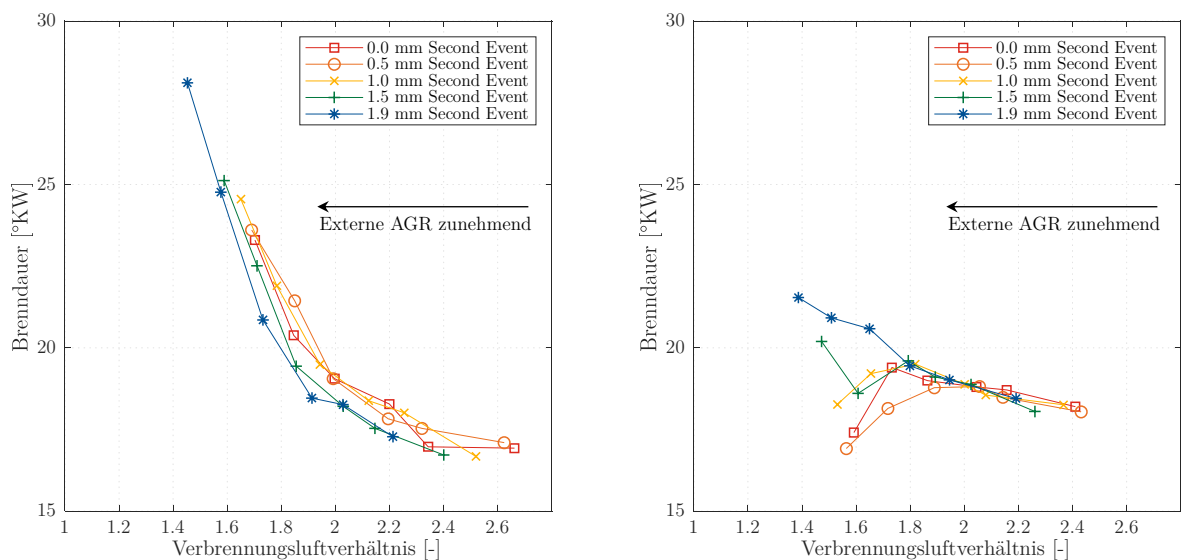 30
25
20
15
Brenndauer [°KW]
0.0 mm Second Event
0.5 mm Second Event
1.0 mm Second Event
1.5 mm Second Event
1.9 mm Second Event
Externe AGR zunehmend
1 1.2 1.4 1.6 1.8 2 2.2 2.4 2.6
Verbrennungsluftverhältnis [-]
30
25
20
15
Brenndauer [°KW]
0.0 mm Second Event
0.5 mm Second Event
1.0 mm Second Event
1.5 mm Second Event
1.9 mm Second Event
Externe AGR zunehmend
1 1.2 1.4 1.6 1.8 2 2.2 2.4 2.6
Verbrennungsluftverhältnis [-]